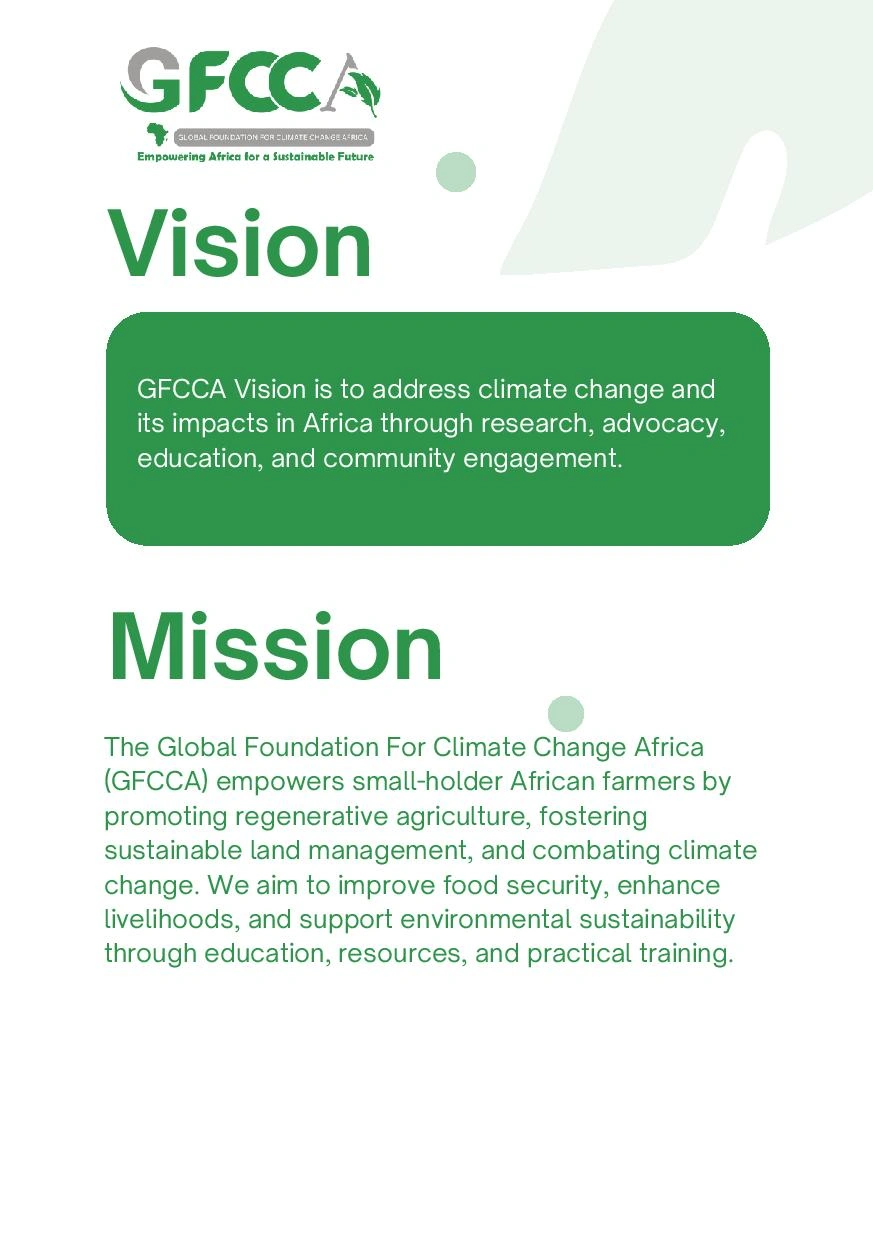 GFCCA
GLOBAL FOUNDATION FOR CLIMATE CHANGE AFRICA
Empowering Africa for a Sustainable Future
Vision
GFCCA Vision is to address climate change and
its impacts in Africa through research, advocacy,
education, and community engagement.
Mission
The Global Foundation For Climate Change Africa
(GFCCA) empowers small-holder African farmers by
promoting regenerative agriculture, fostering
sustainable land management, and combating climate
change. We aim to improve food security, enhance
livelihoods, and support environmental sustainability
through education, resources, and practical training.